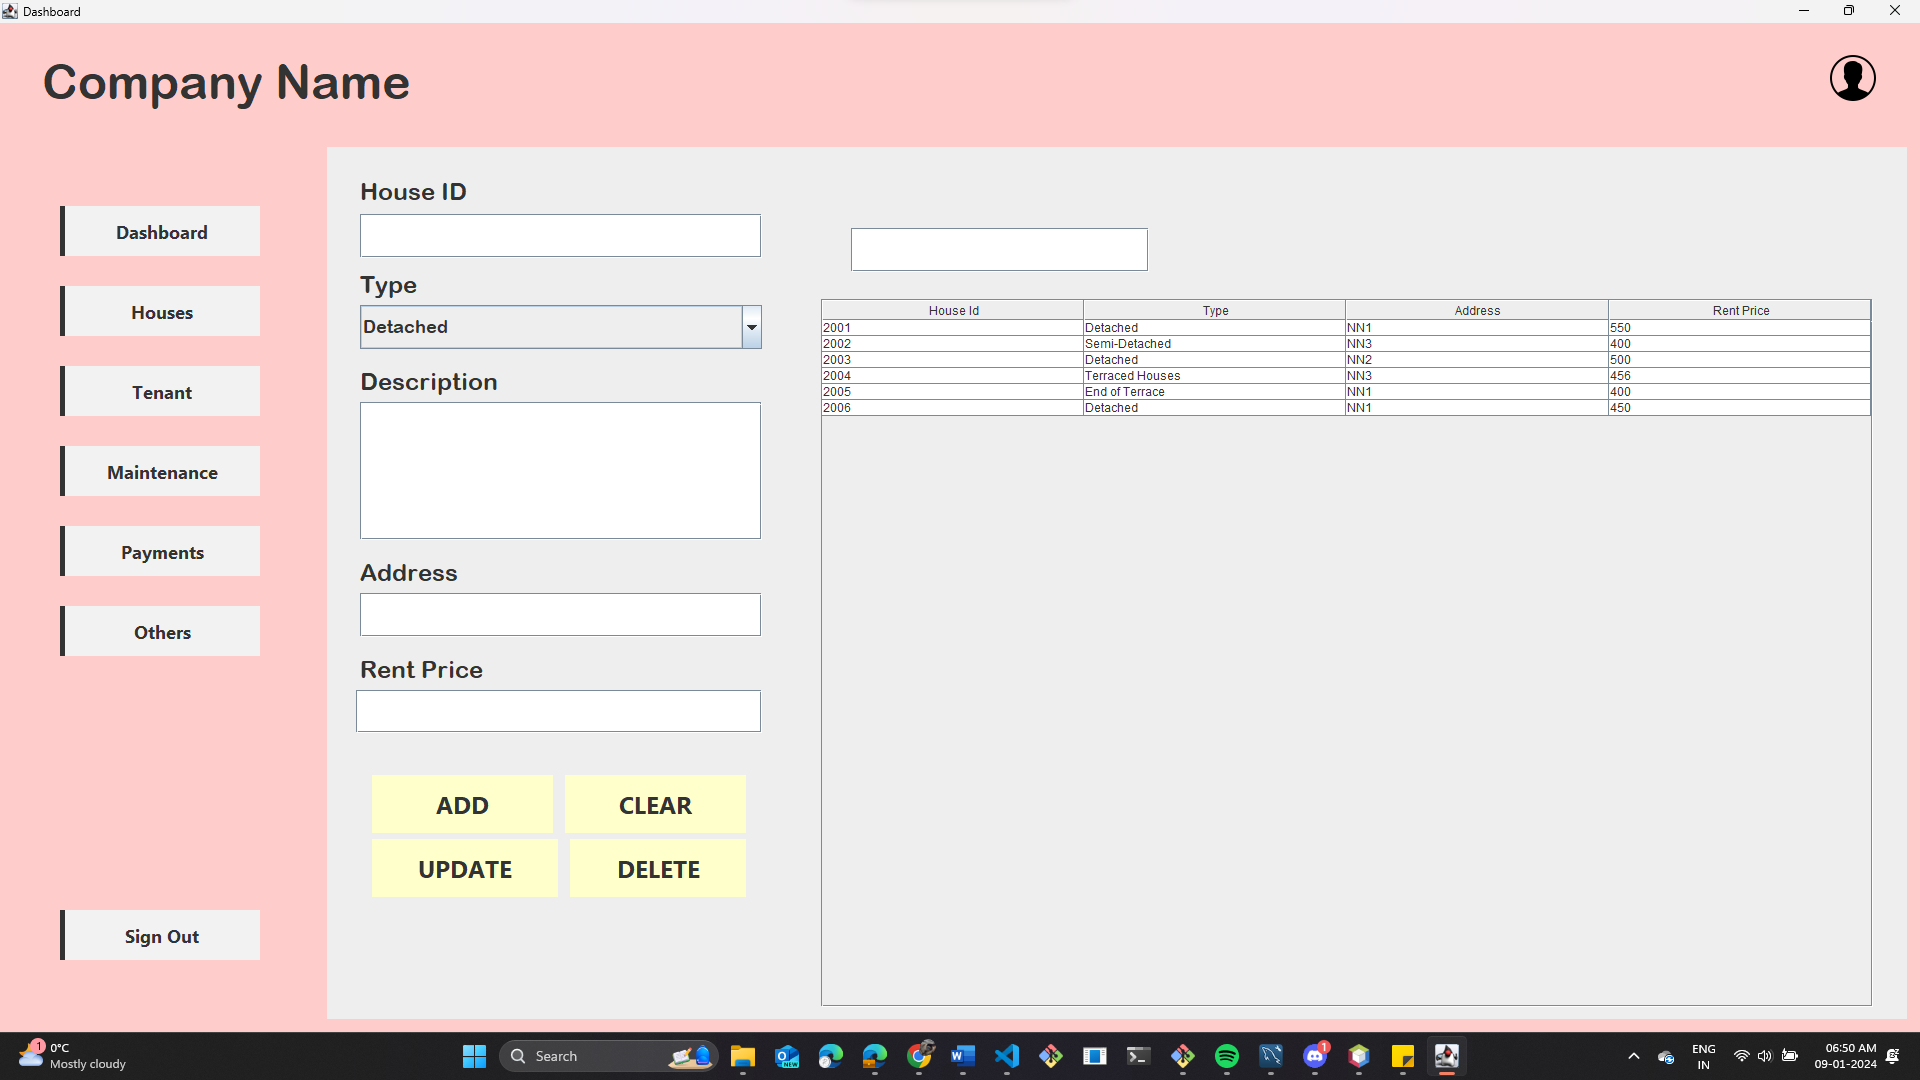 Dashboard
Company Name
Dashboard
Houses
Tenant
Maintenance
Payments
Others
Sign Out
House ID
Type
Detached
Description
Address
Rent Price
ADD CLEAR
UPDATE DELETE
House Id Type Address Rent Price
2001 Detached NN1 550
2002 Semi-Detached NN3 400
2003 Detached NN2 500
2004 Terraced Houses NN3 456
2005 End of Terrace NN1 400
2006 Detached NN1 450
1
0°C
Mostly cloudy
Search
NEW
1
ENG
IN
06:50 AM
09-01-2024